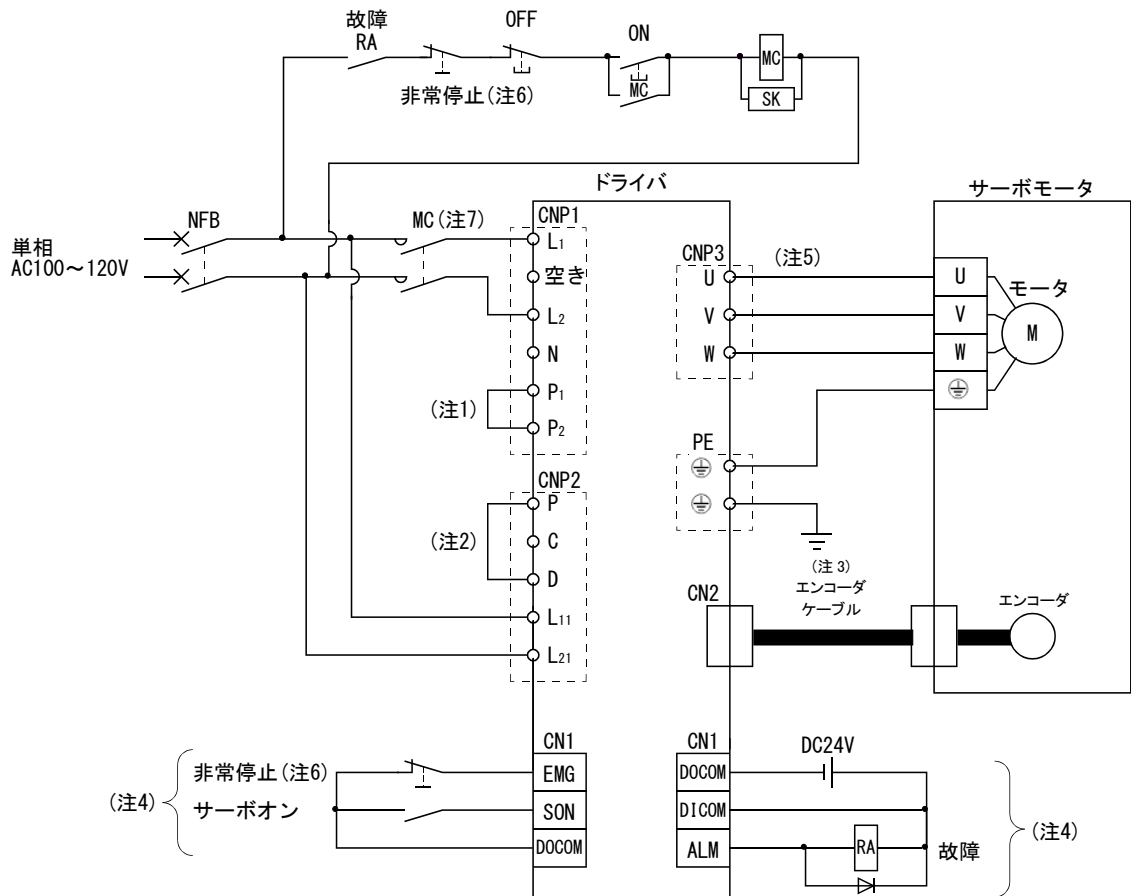 故障
RA
OFF
ON
MC
非常停止(注6)
MC
SK
ドライバ
サーボモータ
NFB
MC(注7)
CNP1
単相
AC100～120V
L1
空き
L2
N
P1
P2
(注1)
CNP3
U
V
W
(注5)
U
V
W
モータ
M
PE
CNP2
P
C
D
L11
L21
(注2)
(注3)
エンコーダ
ケーブル
CN2
エンコーダ
CN1
EMG
SON
DOCOM
非常停止(注6)
サーボオン
(注4)
CN1
DOCOM
DICOM
ALM
DC24V
RA
故障
(注4)